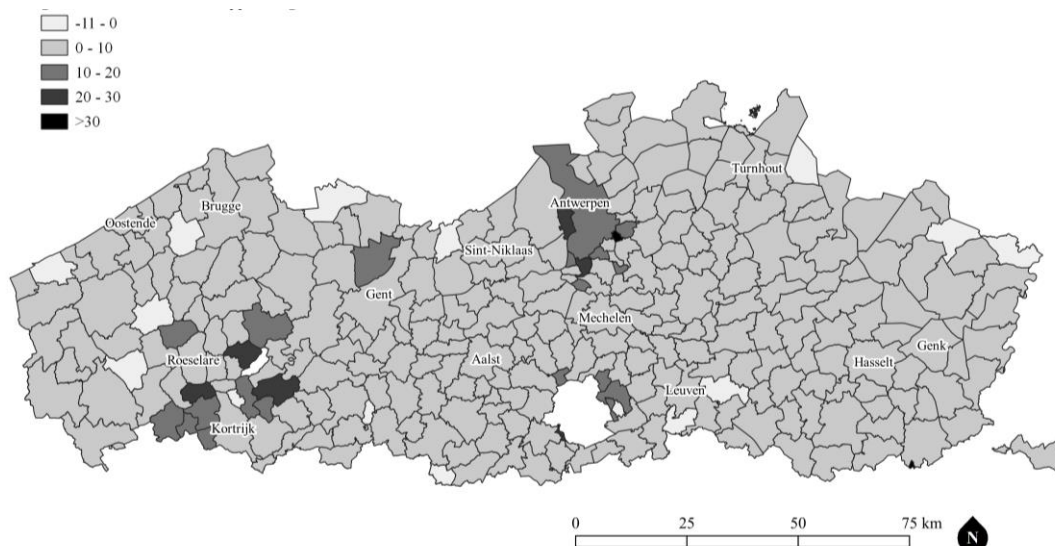 -11 - 0
0 - 10
10 - 20
20 - 30
>30
Turnhout
Brugge
Antwerpen
Oostende
Sint-Niklaas
Gent
Mechelen
Genk
Roeselare
Aalst
Hasselt
Leuven
Kortrijk
0 25 50 75 km
N